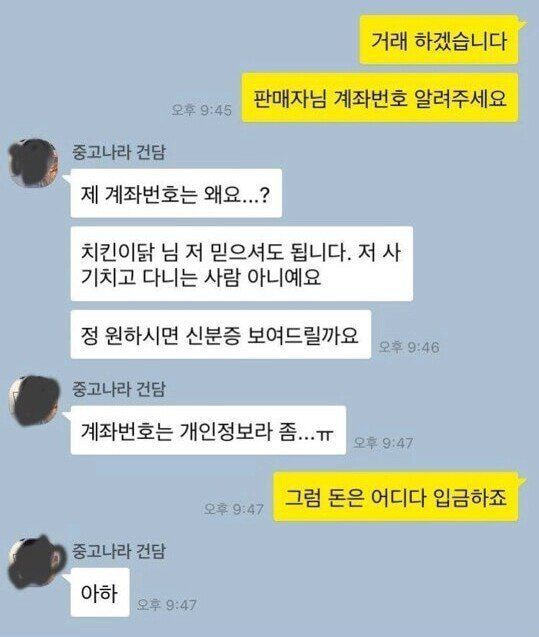 거래 하겠습니다
판매자님 계좌번호 알려주세요
오후 9:45
중고나라 건담
제 계좌번호는 왜요...?
치킨이닭 님 저 믿으셔도 됩니다. 저 사
기치고 다니는 사람 아니예요
정 원하시면 신분증 보여드릴까요
오후 9:46
중고나라 건담
계좌번호는 개인정보라 좀...ㅠ
오후 9:47
그럼 돈은 어디다 입금하죠
오후 9:47
중고나라 건담
아하
오후 9:47